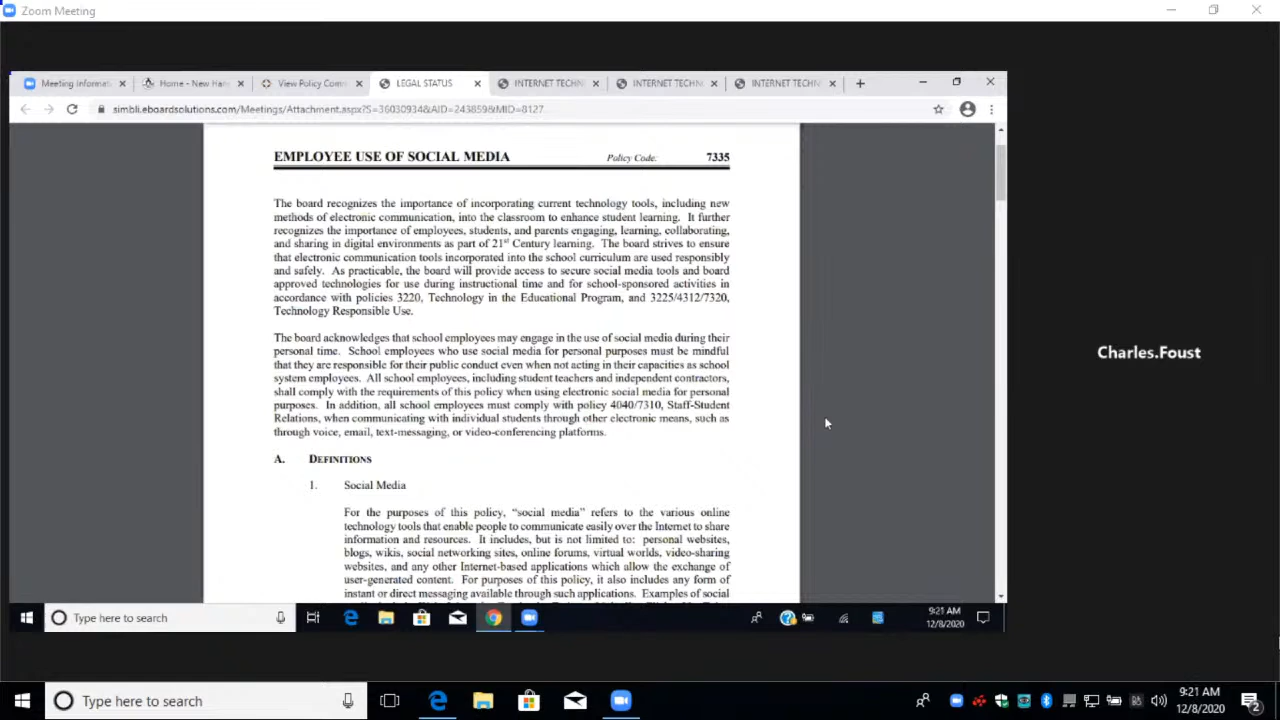 Zoom Meeting
Meeting Informat
Home - New Han
View Policy Com
LEGAL STATUS
INTERNET TECHN
INTERNET TECHN
INTERNET TECHN
simbli.eboardsolutions.com/Meetings/Attachment.aspx?S=36030934&AID=243859&MID=8127
EMPLOYEE USE OF SOCIAL MEDIA Policy Code: 7335
The board recognizes the importance of incorporating current technology tools, including new
methods of electronic communication, into the classroom to enhance student learning. It further
recognizes the importance of employees, students, and parents engaging, learning, collaborating,
and sharing in digital environments as part of 21st Century learning. The board strives to ensure
that electronic communication tools incorporated into the school curriculum are used responsibly
and safely. As practicable, the board will provide access to secure social media tools and board
approved technologies for use during instructional time and for school-sponsored activities in
accordance with policies 3220, Technology in the Educational Program, and 3225/4312/7320,
Technology Responsible Use.
The board acknowledges that school employees may engage in the use of social media during their
personal time. School employees who use social media for personal purposes must be mindful
that they are responsible for their public conduct even when not acting in their capacities as school
system employees. All school employees, including student teachers and independent contractors,
shall comply with the requirements of this policy when using electronic social media for personal
purposes. In addition, all school employees must comply with policy 4040/7310, Staff-Student
Relations, when communicating with individual students through other electronic means, such as
through voice, email, text-messaging, or video-conferencing platforms.
Charles.Foust
A. DEFINITIONS
1. Social Media
For the purposes of this policy, “social media” refers to the various online
technology tools that enable people to communicate easily over the Internet to share
information and resources. It includes, but is not limited to: personal websites,
blogs, wikis, social networking sites, online forums, virtual worlds, video-sharing
websites, and any other Internet-based applications which allow the exchange of
user-generated content. For purposes of this policy, it also includes any form of
instant or direct messaging available through such applications. Examples of social
Type here to search
9:21 AM
12/8/2020
Type here to search
9:21 AM
12/8/2020
2